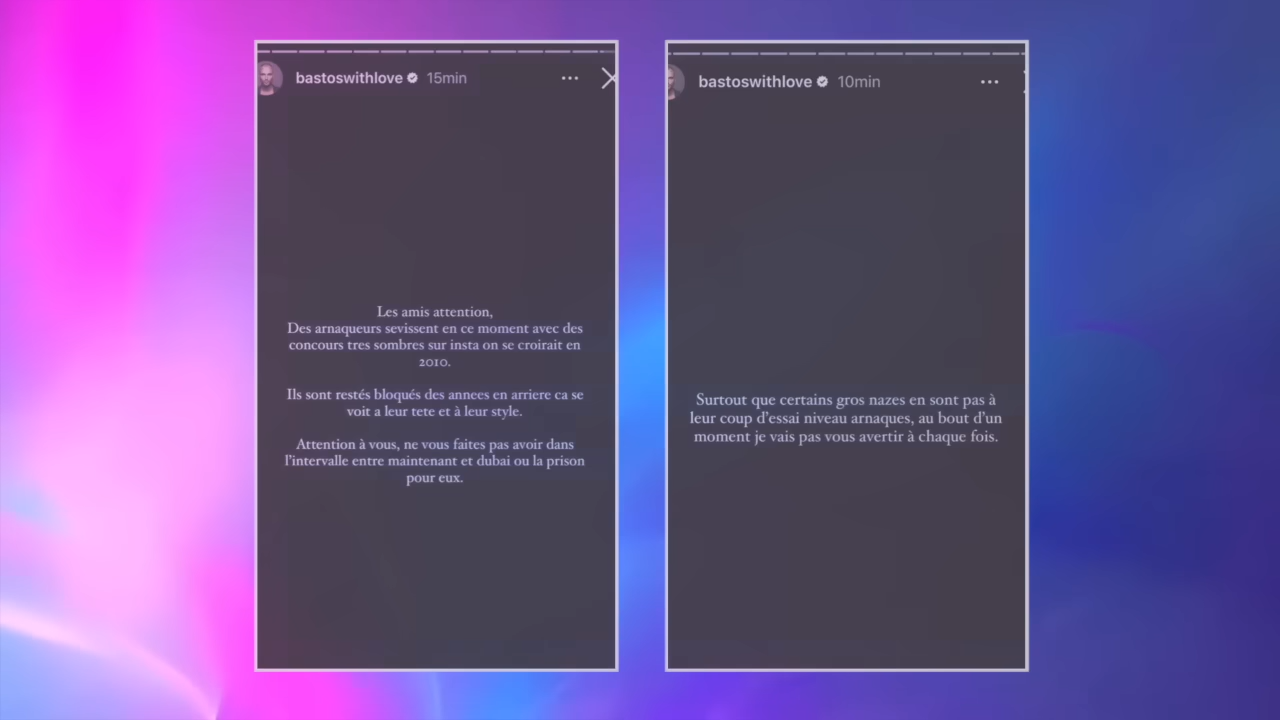 bastoswithlove 15min
Les amis attention,
Des arnaqueurs sevissent en ce moment avec des
concours tres sombres sur insta on se croirait en
2010.
Ils sont restés bloqués des annees en arriere ca se
voit a leur tete et à leur style.
Attention à vous, ne vous faites pas avoir dans
l'intervalle entre maintenant et dubai ou la prison
pour eux.
bastoswithlove 10min
Surtout que certains gros nazes en sont pas à
leur coup d'essai niveau arnaques, au bout d'un
moment je vais pas vous avertir à chaque fois.